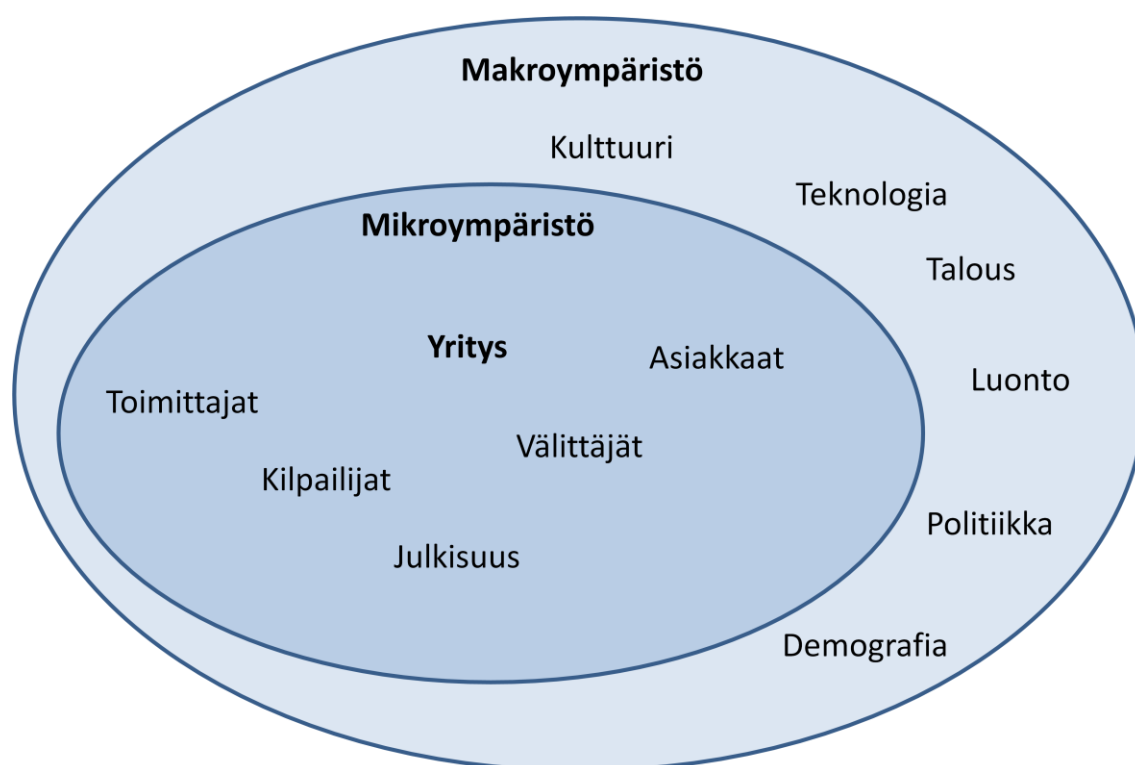 Makroympäristö
Kulttuuri
Teknologia
Mikroympäristö
Talous
Yritys
Asiakkaat
Luonto
Toimittajat
Välittäjät
Kilpailijat
Politiikka
Julkisuus
Demografia